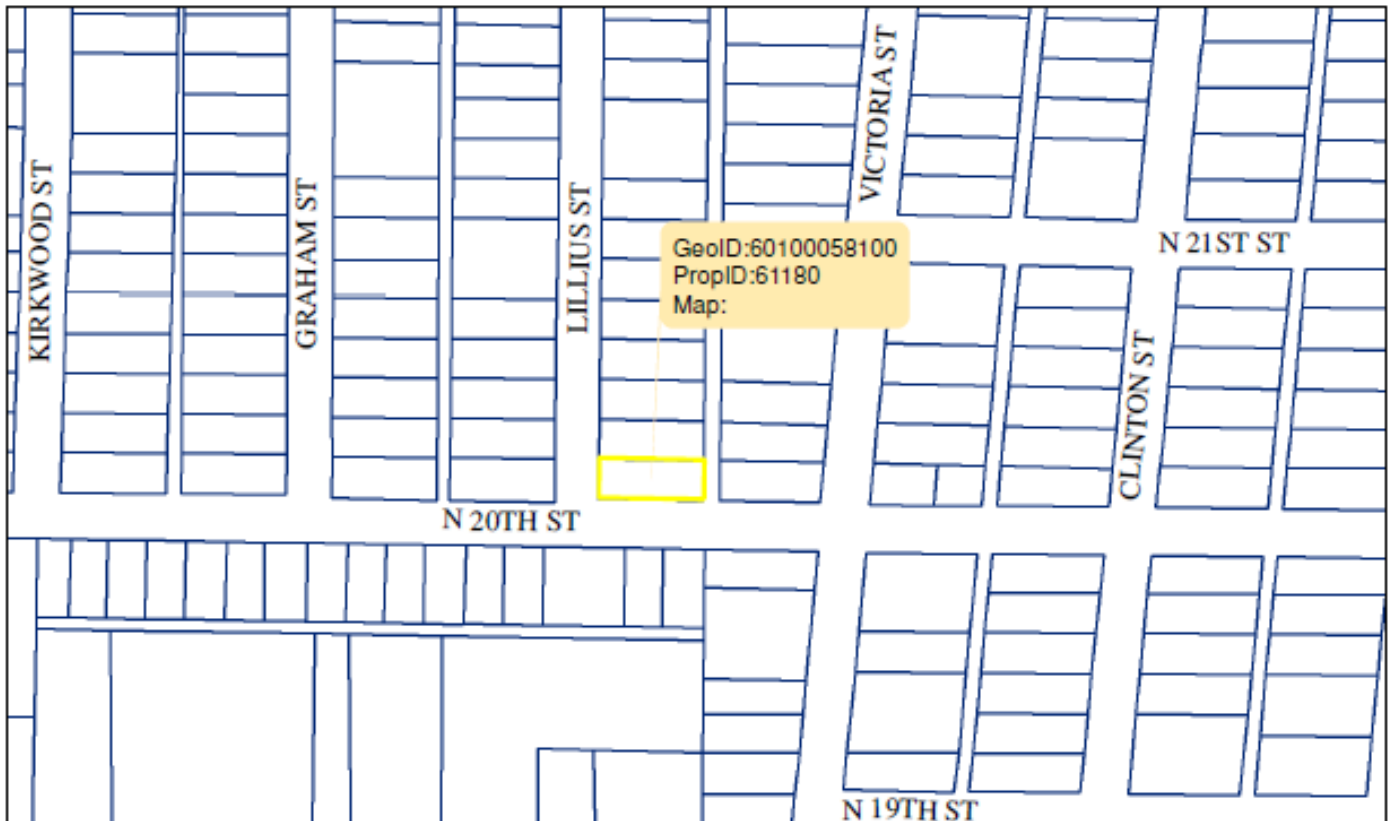 VICTORIA ST
KIRKWOOD ST
GRAHAM ST
LILLIUS ST
N 21ST ST
GeoID:60100058100
PropID:61180
Map:
CLINTON ST
N 20TH ST
N 19TH ST